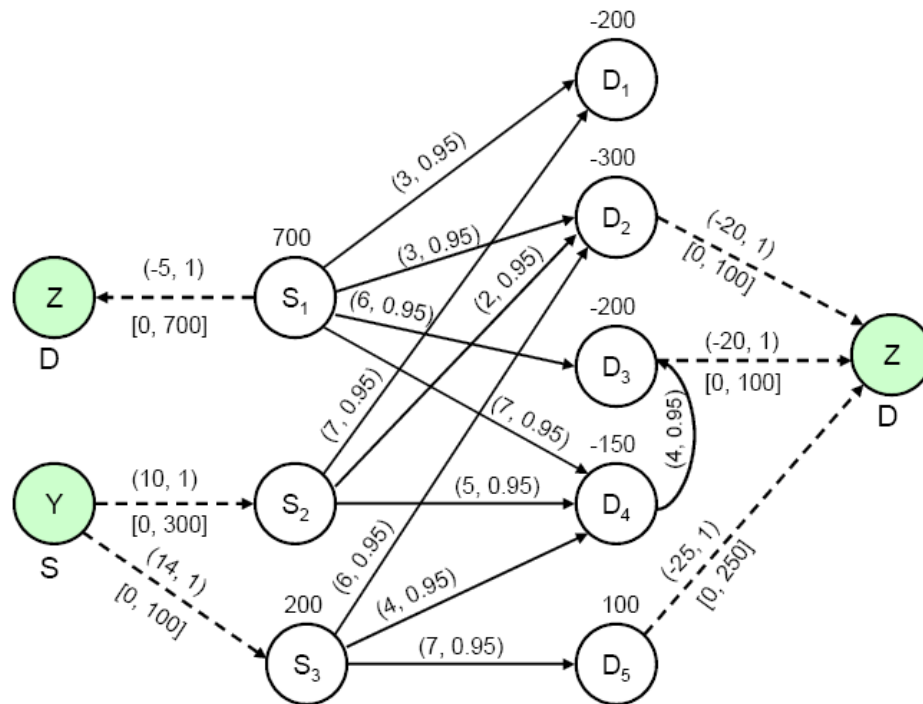 -200
D1
(3, 0.95)
-300
D2
700
(3, 0.95)
(-20, 1)
[0, 100]
(-5, 1)
Z
S1
(2, 0.95)
(6, 0.95)
[0, 700]
D
-200
D3
(-20, 1)
[0, 100]
Z
D
(7, 0.95)
(7, 0.95)
-150
(4, 0.95)
(10, 1)
Y
S2
(5, 0.95)
D4
[0, 300]
S
(14, 1)
[0, 100]
(6, 0.95)
(-25, 1)
[0, 250]
200
(4, 0.95)
100
S3
(7, 0.95)
D5